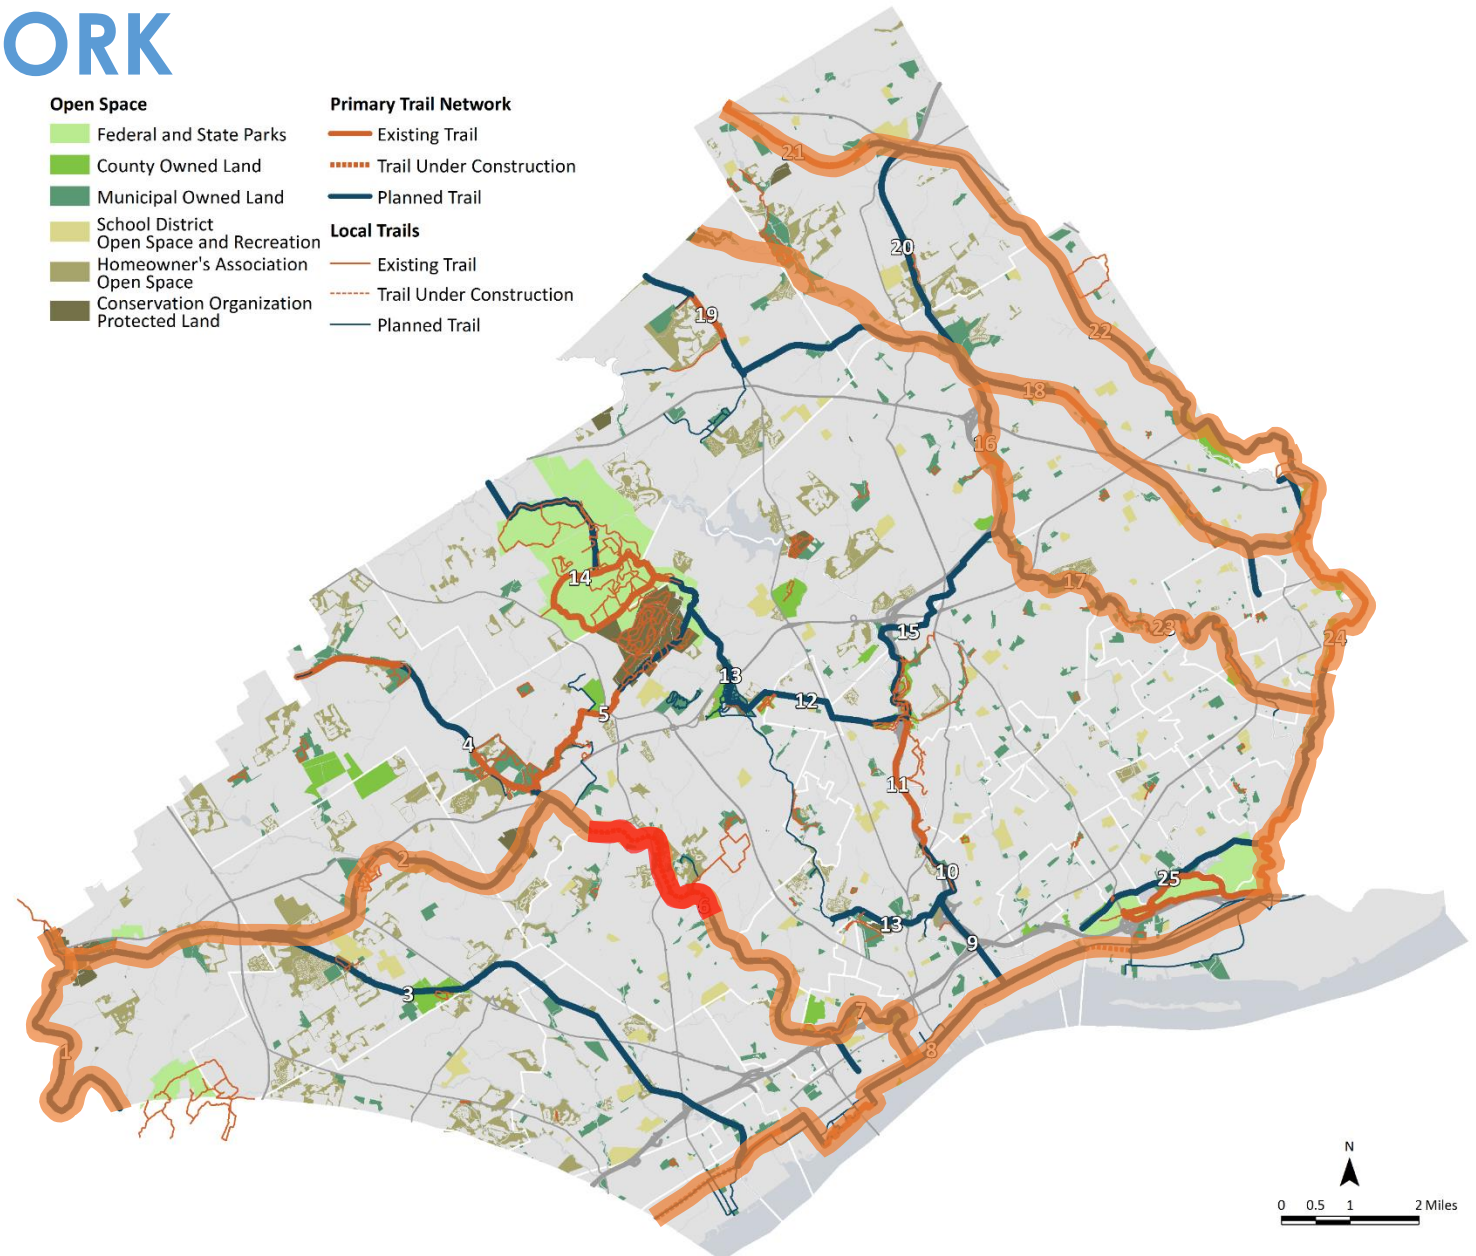 ORK
Open Space
Federal and State Parks
County Owned Land
Municipal Owned Land
School District
Open Space and Recreation
Homeowner's Association
Open Space
Conservation Organization
Protected Land
Primary Trail Network
Existing Trail
Trail Under Construction
Planned Trail
Local Trails
Existing Trail
Trail Under Construction
Planned Trail
21
20
19
22
18
16
14
17
23
15
24
13
12
5
4
11
2
10
25
6
13
9
3
7
8
1
N
0 0.5 1 2 Miles